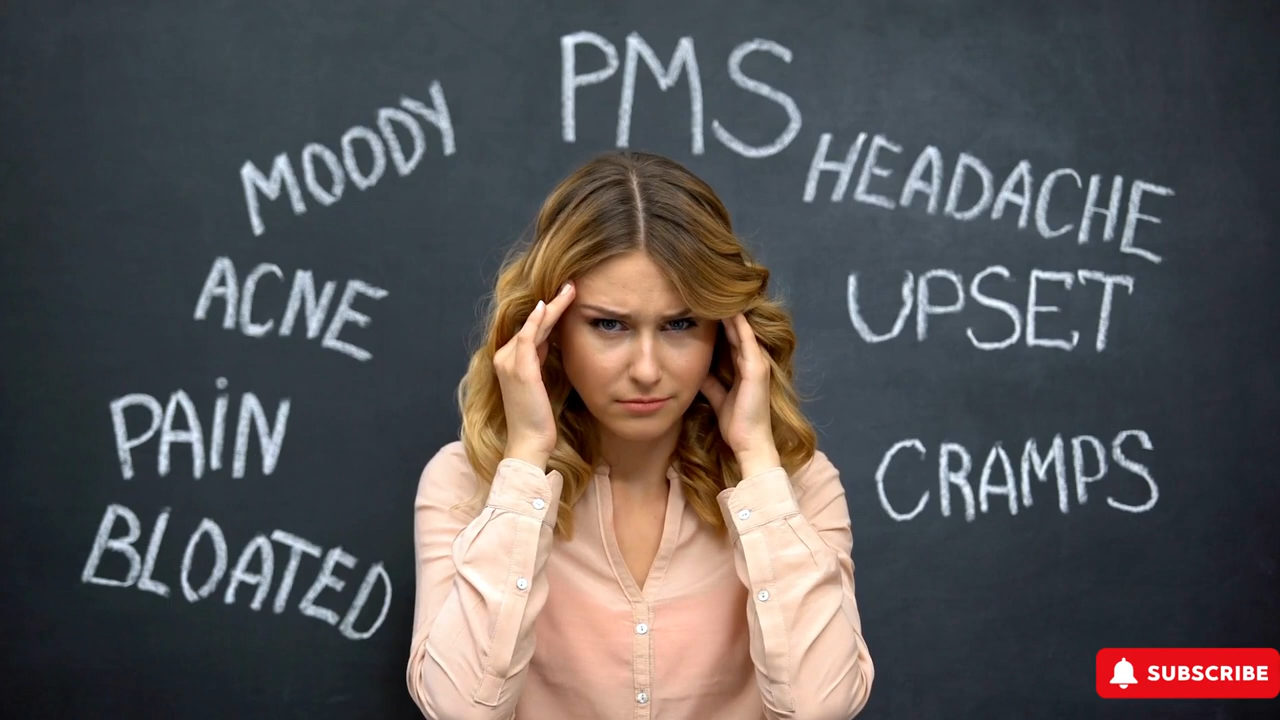 PMS
MOODY
HEADACHE
ACNE
UPSET
PAIN
CRAMPS
BLOATED
SUBSCRIBE